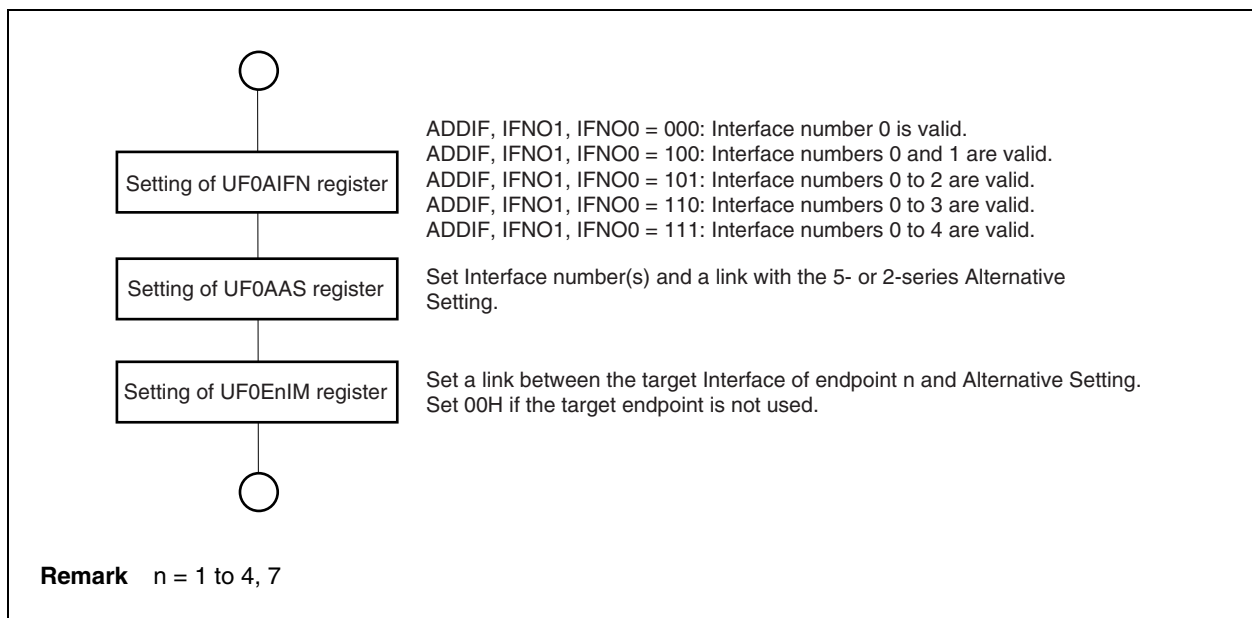 Setting of UF0AIFN register
ADDIF, IFNO1, IFNO0 = 000: Interface number 0 is valid.
ADDIF, IFNO1, IFNO0 = 100: Interface numbers 0 and 1 are valid.
ADDIF, IFNO1, IFNO0 = 101: Interface numbers 0 to 2 are valid.
ADDIF, IFNO1, IFNO0 = 110: Interface numbers 0 to 3 are valid.
ADDIF, IFNO1, IFNO0 = 111: Interface numbers 0 to 4 are valid.
Setting of UF0AAS register
Set Interface number(s) and a link with the 5- or 2-series Alternative
Setting.
Setting of UF0EnIM register
Set a link between the target Interface of endpoint n and Alternative Setting.
Set 00H if the target endpoint is not used.
Remark n = 1 to 4, 7